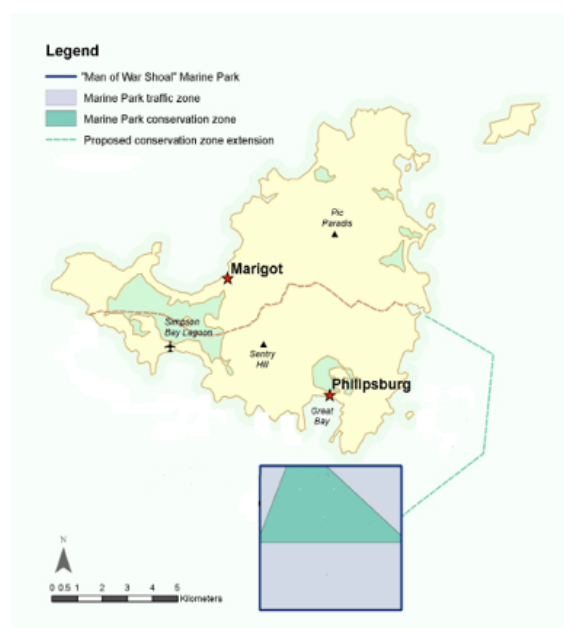 Legend
"Man of War Shoal" Marine Park
Marine Park traffic zone
Marine Park conservation zone
Proposed conservation zone extension
Pic
Paradis
Marigot
Simpson
Bay Lagoon
Sentry
Hill
Philipsburg
Great
Bay
N
0 0.5 1 2 3 4 5
Kilometers